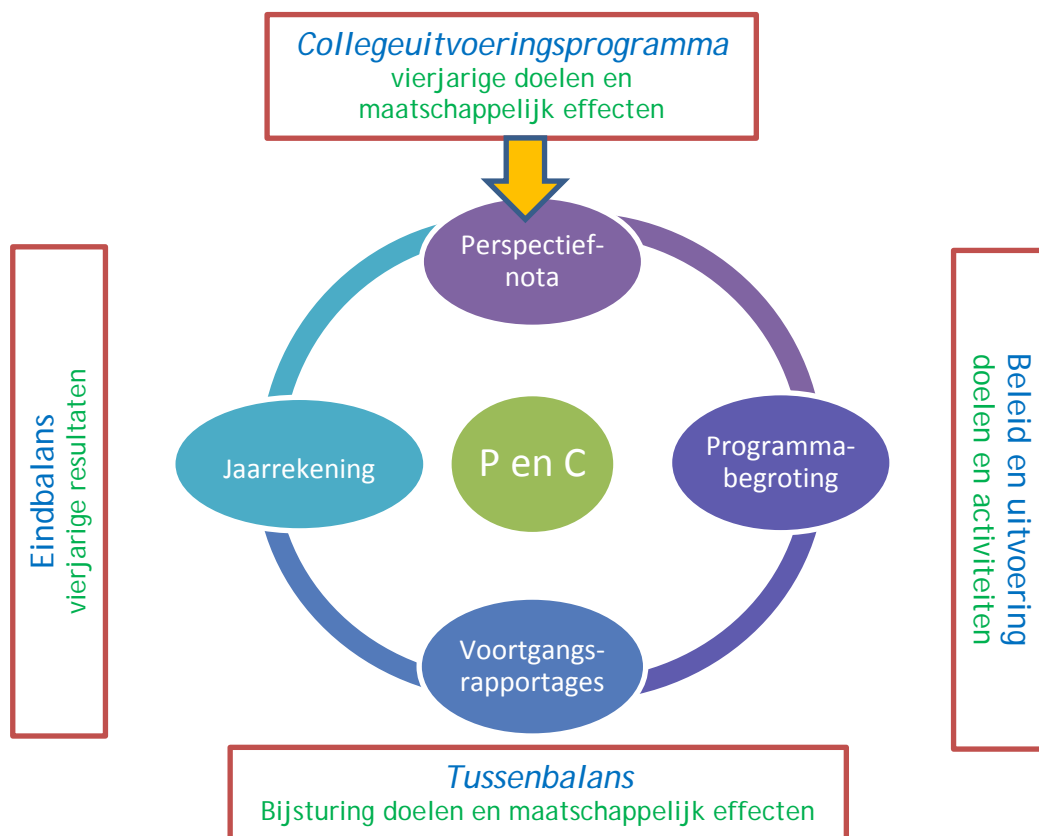 Collegeuitvoeringsprogramma
vierjarige doelen en
maatschappelijk effecten
Perspectief-
nota
Eindbalans
vierjarige resultaten
Jaarrekening
P en C
Programma-
begroting
Beleid en uitvoering
doelen en activiteiten
Voortgangs-
rapportages
Tussenbalans
Bijsturing doelen en maatschappelijk effecten